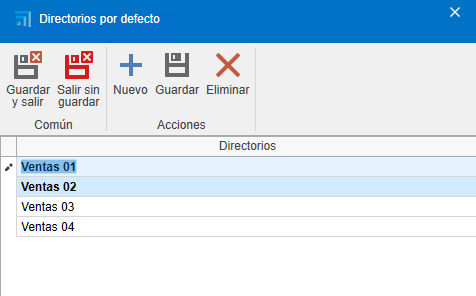 Directorios por defecto
Guardar y salir
Salir sin guardar
Nuevo
Guardar
Eliminar
Común
Acciones
Directorios
Ventas 01
Ventas 02
Ventas 03
Ventas 04